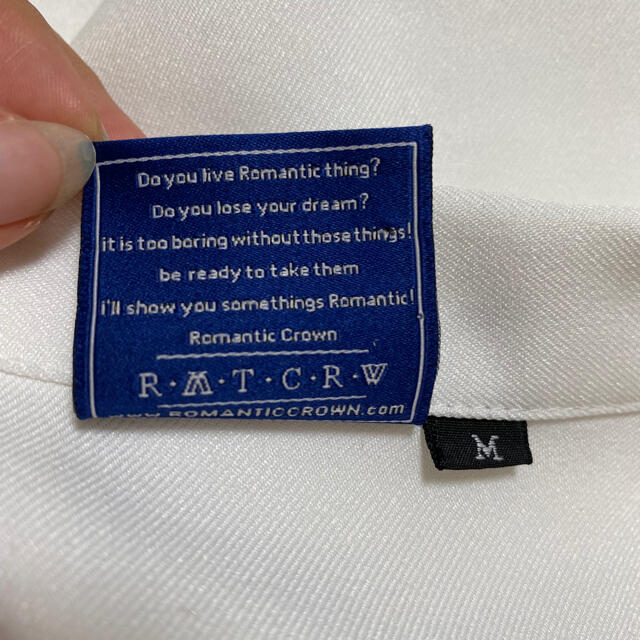 Do you live Romantic thing?
Do you lose your dream?
it is too boring without those things!
be ready to take them
i'll show you somethings Romantic!
Romantic Crown
R·M·T·C·R·W
www.ROMANTICCROWN.com
M